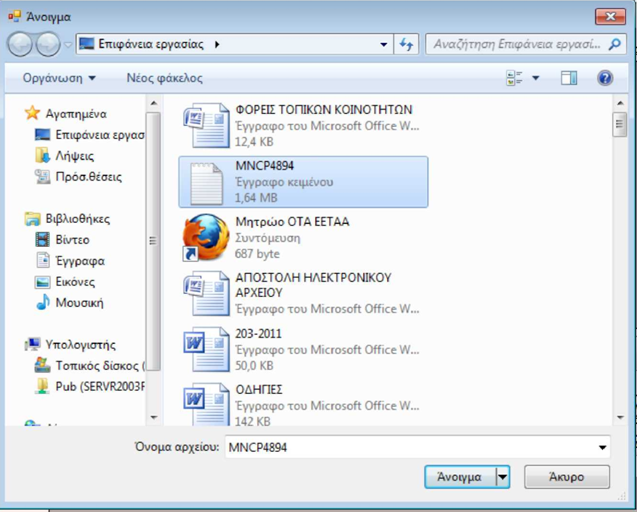 Άνοιγμα
Επιφάνεια εργασίας
Αναζήτηση Επιφάνεια εργασί...
Οργάνωση
Νέος φάκελος
Αγαπημένα
Επιφάνεια εργασ
Λήψεις
Πρόσ.θέσεις
Βιβλιοθήκες
Βίντεο
Έγγραφα
Εικόνες
Μουσική
Υπολογιστής
Τοπικός δίσκος (
Pub (SERVR2003F
ΦΟΡΕΙΣ ΤΟΠΙΚΩΝ ΚΟΙΝΟΤΗΤΩΝ
Έγγραφο του Microsoft Office W...
12,4 KB
MNCP4894
Έγγραφο κειμένου
1,64 MB
Μητρώο ΟΤΑ ΕΕΤΑΑ
Συντόμευση
687 byte
ΑΠΟΣΤΟΛΗ ΗΛΕΚΤΡΟΝΙΚΟΥ
ΑΡΧΕΙΟΥ
Έγγραφο του Microsoft Office W...
203-2011
Έγγραφο του Microsoft Office W...
50,0 KB
ΟΔΗΓΙΕΣ
Έγγραφο του Microsoft Office W...
142 KB
Όνομα αρχείου: MNCP4894
Άνοιγμα
Άκυρο